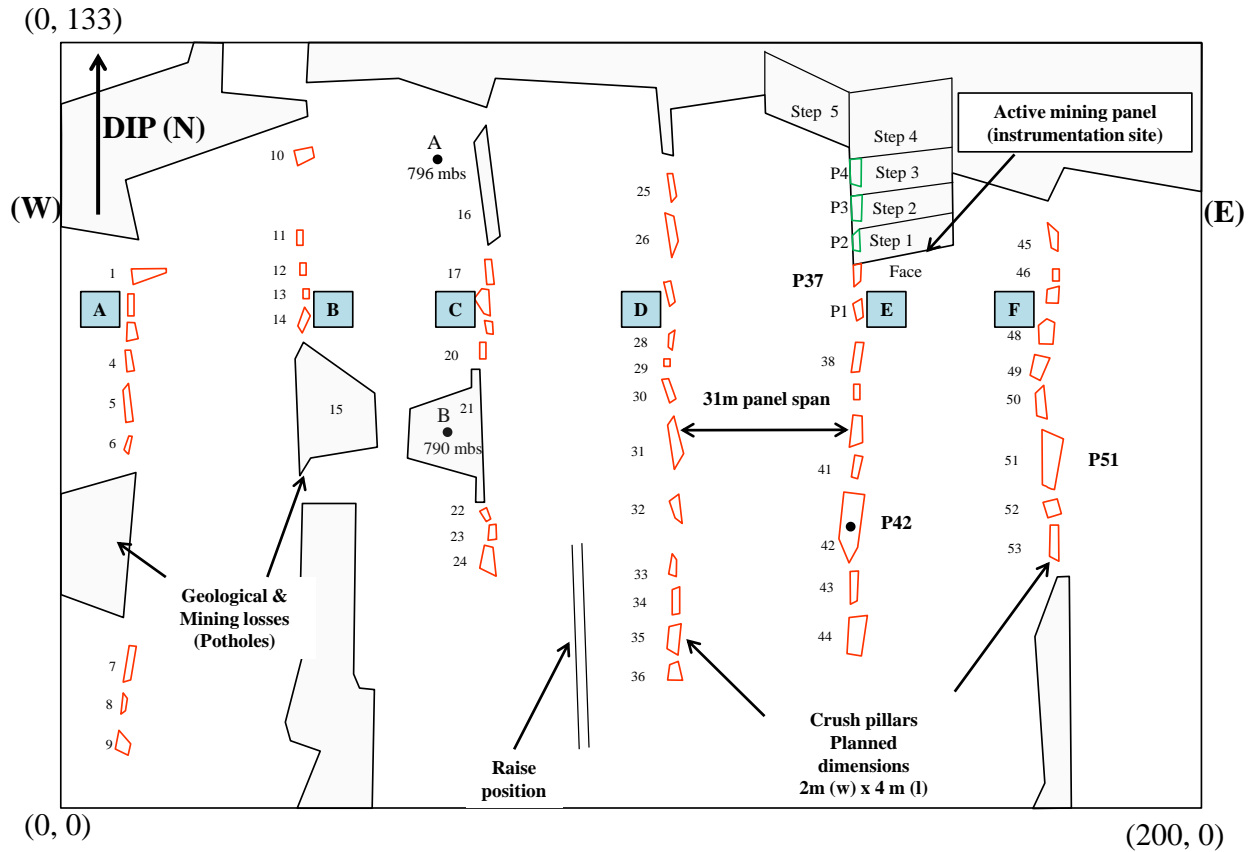 (0, 133)
DIP (N)
(W)
(E)
Active mining panel
(instrumentation site)
Step 5
Step 4
Step 3
Step 2
Step 1
Face
P4
P3
P2
P37
P1
A
796 mbs
B
790 mbs
A
B
C
D
E
F
1
4
5
6
7
8
9
10
11
12
13
14
15
16
17
20
21
22
23
24
25
26
28
29
30
31
32
33
34
35
36
38
41
42
43
44
45
46
48
49
50
51
52
53
31m panel span
P42
P51
Geological &
Mining losses
(Potholes)
Raise
position
Crush pillars
Planned
dimensions
2m (w) x 4 m (l)
(0, 0)
(200, 0)